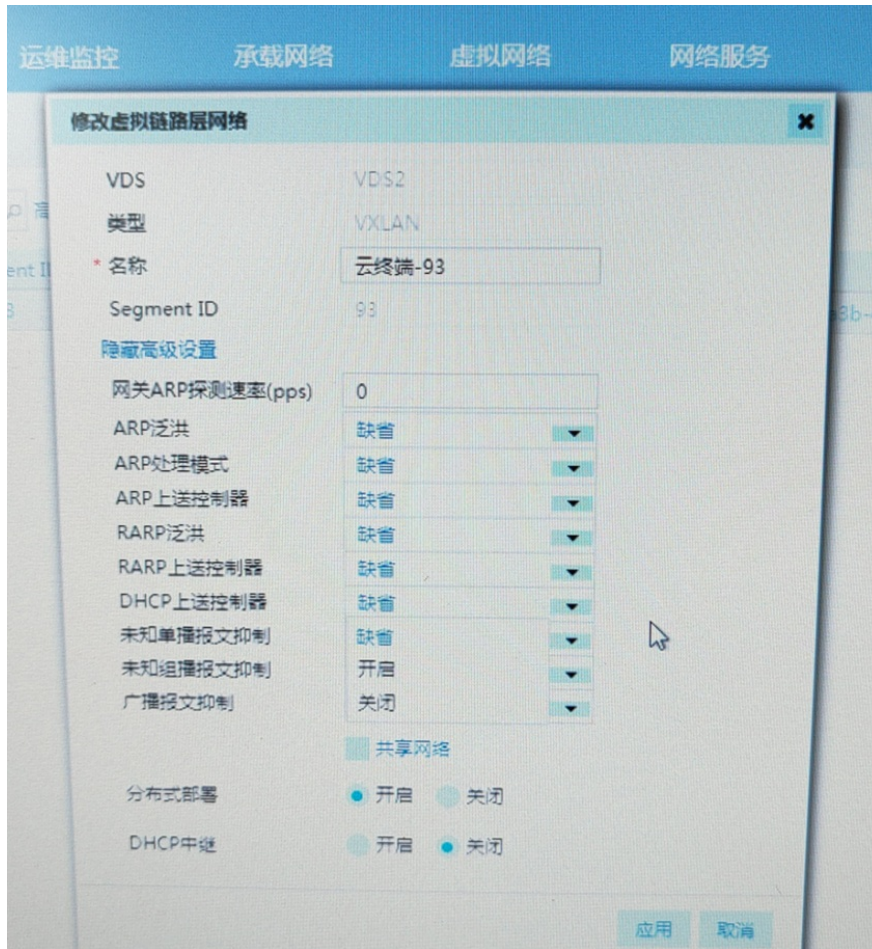 运维监控 承载网络 虚拟网络 网络服务
修改虚拟链路层网络
VDS VDS2
类型 VXLAN
* 名称 云终端-93
Segment ID 93
隐藏高级设置
网关ARP探测速率(pps) 0
ARP泛洪 缺省
ARP处理模式 缺省
ARP上送控制器 缺省
RARP泛洪 缺省
RARP上送控制器 缺省
DHCP上送控制器 缺省
未知单播报文抑制 缺省
未知组播报文抑制 开启
广播报文抑制 关闭
共享网络
分布式部署 开启 关闭
DHCP中继 开启 关闭
应用 取消